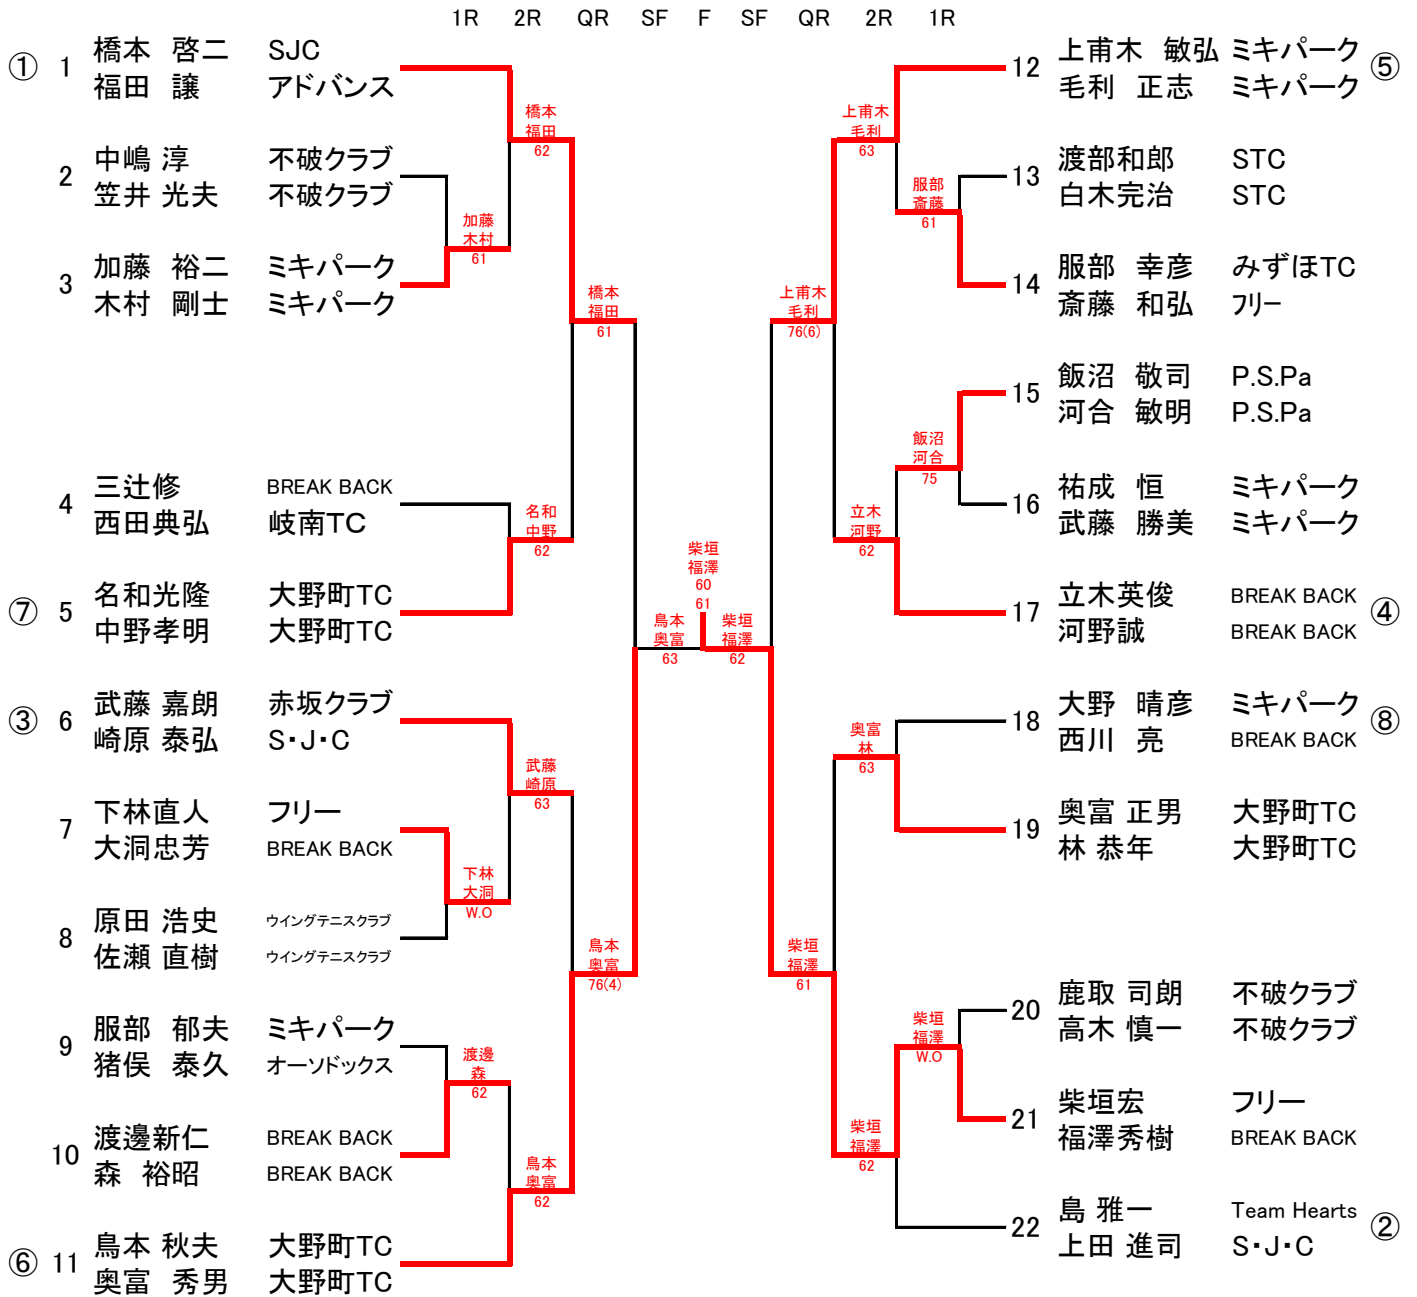 1R 2R QR SF F SF QR 2R 1R
① 1 橋本 啓二 SJC
福田 譲 アドバンス
2 中嶋 淳 不破クラブ
笠井 光夫 不破クラブ
3 加藤 裕二 ミキパーク
木村 剛士 ミキパーク
4 三辻修 BREAK BACK
西田典弘 岐南TC
⑦ 5 名和光隆 大野町TC
中野孝明 大野町TC
③ 6 武藤 嘉朗 赤坂クラブ
崎原 泰弘 S・J・C
7 下林直人 フリー
大洞忠芳 BREAK BACK
8 原田 浩史 ウイングテニスクラブ
佐瀬 直樹 ウイングテニスクラブ
9 服部 郁夫 ミキパーク
猪俣 泰久 オーソドックス
10 渡邊新仁 BREAK BACK
森 裕昭 BREAK BACK
⑥ 11 鳥本 秋夫 大野町TC
奥富 秀男 大野町TC
加藤
木村
61
下林
大洞
W.O
渡邊
森
62
橋本
福田
62
名和
中野
62
武藤
崎原
63
鳥本
奥富
62
橋本
福田
61
鳥本
奥富
76(4)
鳥本
奥富
63
柴垣
福澤
60
61
柴垣
福澤
62
上甫木
毛利
76(6)
柴垣
福澤
61
上甫木
毛利
63
立木
河野
62
奥富
林
63
柴垣
福澤
62
服部
斎藤
61
飯沼
河合
75
柴垣
福澤
W.O
12 上甫木 敏弘 ミキパーク ⑤
毛利 正志 ミキパーク
13 渡部和郎 STC
白木完治 STC
14 服部 幸彦 みずほTC
斎藤 和弘 フリー
15 飯沼 敬司 P.S.Pa
河合 敏明 P.S.Pa
16 祐成 恒 ミキパーク
武藤 勝美 ミキパーク
17 立木英俊 BREAK BACK ④
河野誠 BREAK BACK
18 大野 晴彦 ミキパーク ⑧
西川 亮 BREAK BACK
19 奥富 正男 大野町TC
林 恭年 大野町TC
20 鹿取 司朗 不破クラブ
高木 慎一 不破クラブ
21 柴垣宏 フリー
福澤秀樹 BREAK BACK
22 島 雅一 Team Hearts ②
上田 進司 S・J・C